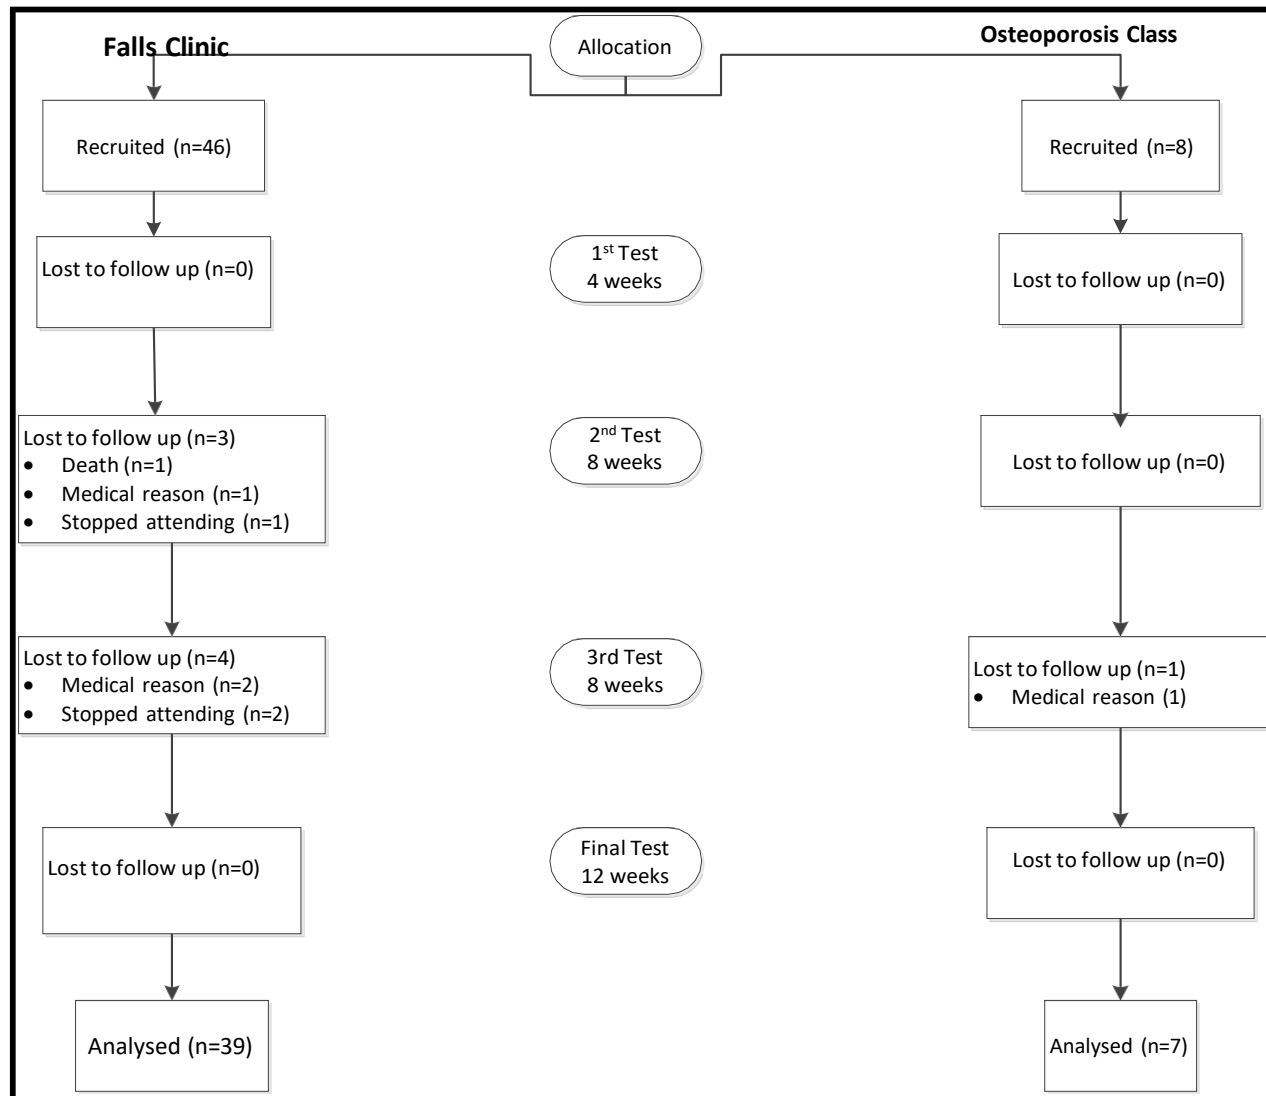 Falls Clinic
Allocation
Osteoporosis Class
Recruited (n=46)
Recruited (n=8)
Lost to follow up (n=0)
1st Test
4 weeks
Lost to follow up (n=0)
Lost to follow up (n=3)
• Death (n=1)
• Medical reason (n=1)
• Stopped attending (n=1)
2nd Test
8 weeks
Lost to follow up (n=0)
Lost to follow up (n=4)
• Medical reason (n=2)
• Stopped attending (n=2)
3rd Test
8 weeks
Lost to follow up (n=1)
• Medical reason (1)
Lost to follow up (n=0)
Final Test
12 weeks
Lost to follow up (n=0)
Analysed (n=39)
Analysed (n=7)